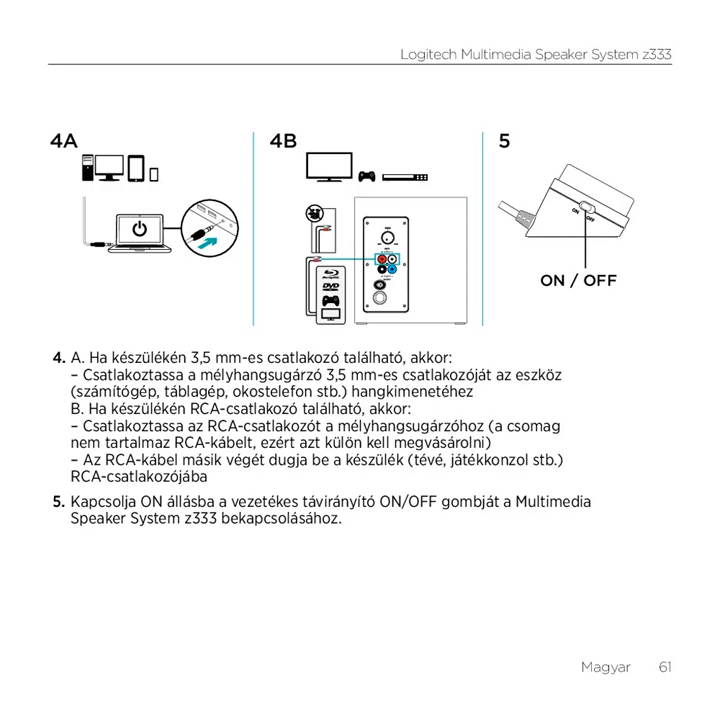 Logitech Multimedia Speaker System z333
4A
4B
5
ON OFF
DVD
ON / OFF
4. A. Ha készülékén 3,5 mm-es csatlakozó található, akkor:
– Csatlakoztassa a mélyhangsugárzó 3,5 mm-es csatlakozóját az eszköz
(számítógép, táblagép, okostelefon stb.) hangkimenetéhez
B. Ha készülékén RCA-csatlakozó található, akkor:
– Csatlakoztassa az RCA-csatlakozót a mélyhangsugárzóhoz (a csomag
nem tartalmaz RCA-kábelt, ezért azt külön kell megvásárolni)
– Az RCA-kábel másik végét dugja be a készülék (tévé, játékkonzol stb.)
RCA-csatlakozójába
5. Kapcsolja ON állásba a vezetékes távirányító ON/OFF gombját a Multimedia
Speaker System z333 bekapcsolásához.
Magyar 61